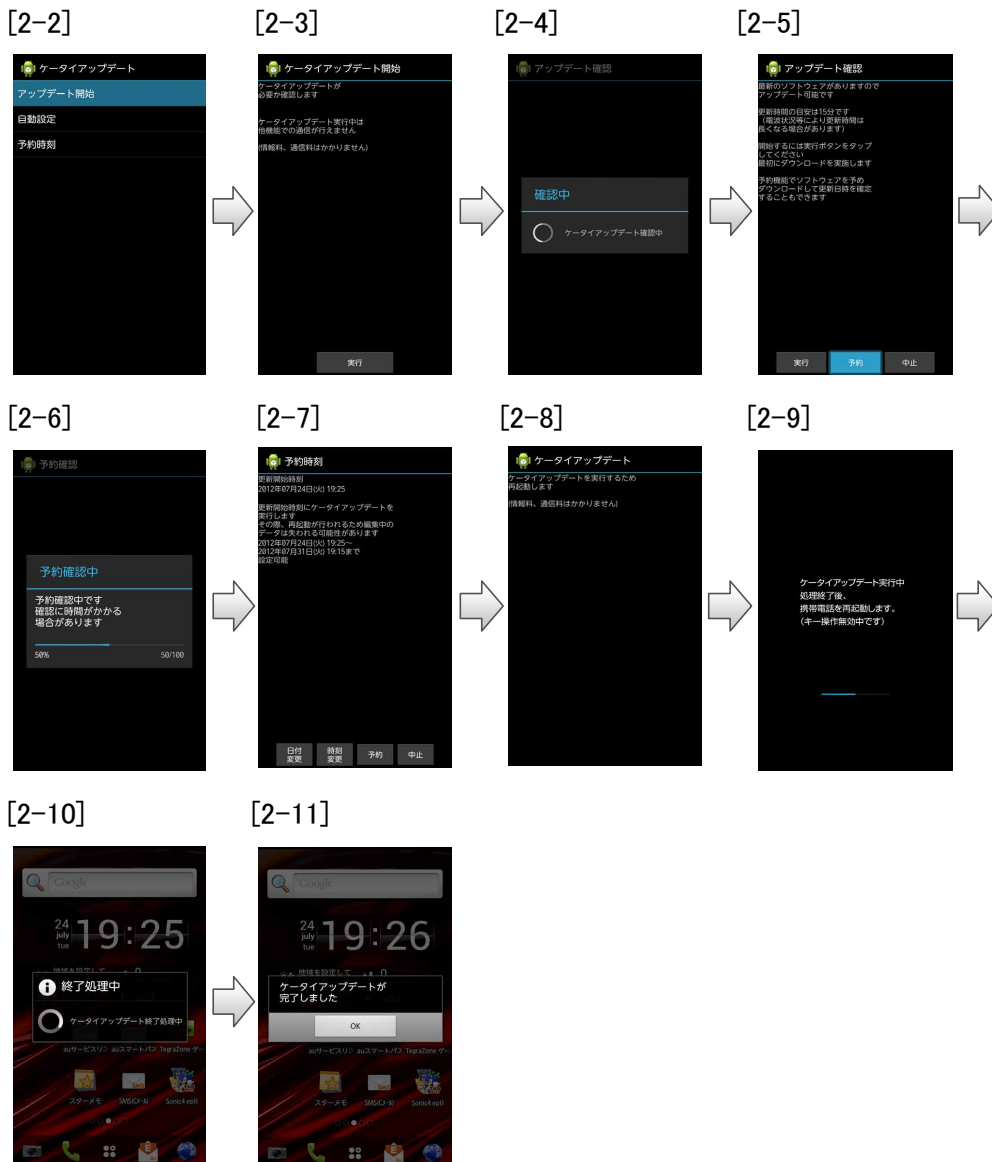 [2-2]
ケータイアップデート
アップデート開始
自動設定
予約時刻
[2-3]
ケータイアップデート開始
ケータイアップデートが
必要か確認します
ケータイアップデート実行中は
他機能での通信が行えません
(情報料、通信料はかかりません)
実行
[2-4]
アップデート確認
確認中
ケータイアップデート確認中
[2-5]
アップデート確認
最新のソフトウェアがありますので
アップデート可能です
更新時間の目安は15分です
(電波状況等により更新時間は
長くなる場合があります)
開始するには実行ボタンをタップ
してください
最初にダウンロードを実施します
予約機能でソフトウェアを予め
ダウンロードして更新日時を確定
することもできます
実行 予約 中止
[2-6]
予約確認
予約確認中
予約確認中です
確認に時間がかかる
場合があります
50% 50/100
[2-7]
予約時刻
更新開始時刻
2012年07月24日(火) 19:25
更新開始時刻にケータイアップデートを
実行します
その際、再起動が行われるため編集中の
データは失われる可能性があります
2012年07月24日(火) 19:25~
2012年07月31日(火) 19:15まで
設定可能
日付変更 時刻変更 予約 中止
[2-8]
ケータイアップデート
ケータイアップデートを実行するため
再起動します
(情報料、通信料はかかりません)
[2-9]
ケータイアップデート実行中
処理終了後、
携帯電話を再起動します。
(キー操作無効中です)
[2-10]
Google
24 july tue 19:25
終了処理中
ケータイアップデート終了処理中
auサービスリス auスマートパス TegraZone ゲー
スターメモ SMS(Cメール) Sonic4 epII
[2-11]
Google
24 july tue 19:26
地域を設定して
ケータイアップデートが
完了しました
OK
auサービスリス auスマートパス TegraZone ゲー
スターメモ SMS(Cメール) Sonic4 epII